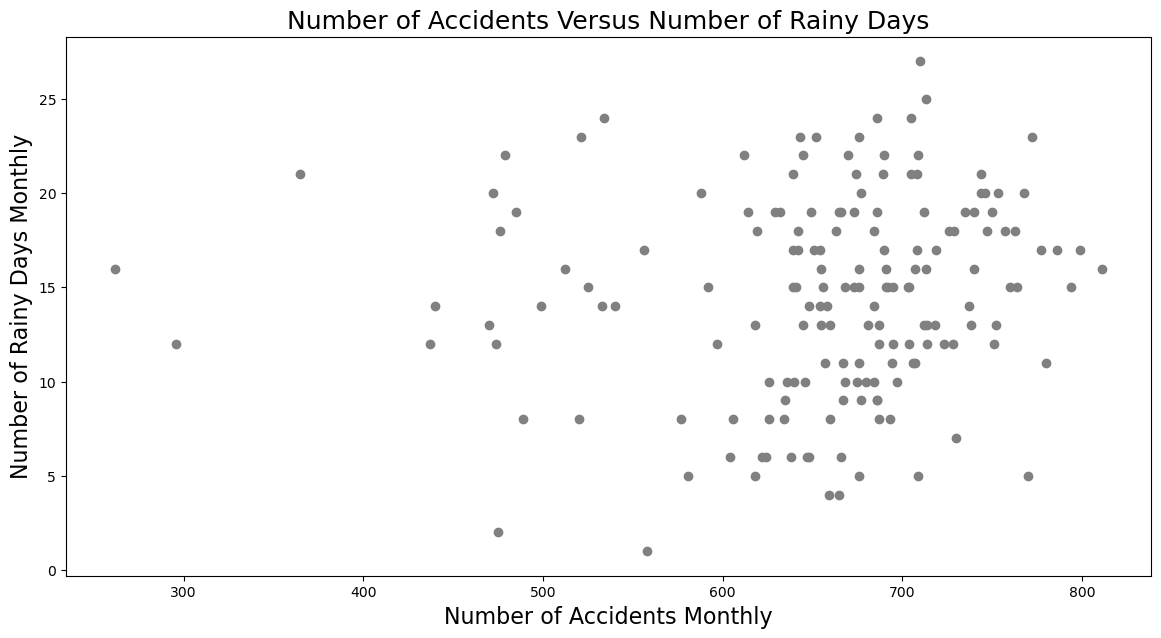 Number of Accidents Versus Number of Rainy Days
Number of Rainy Days Monthly
25
20
15
10
5
0
300 400 500 600 700 800
Number of Accidents Monthly